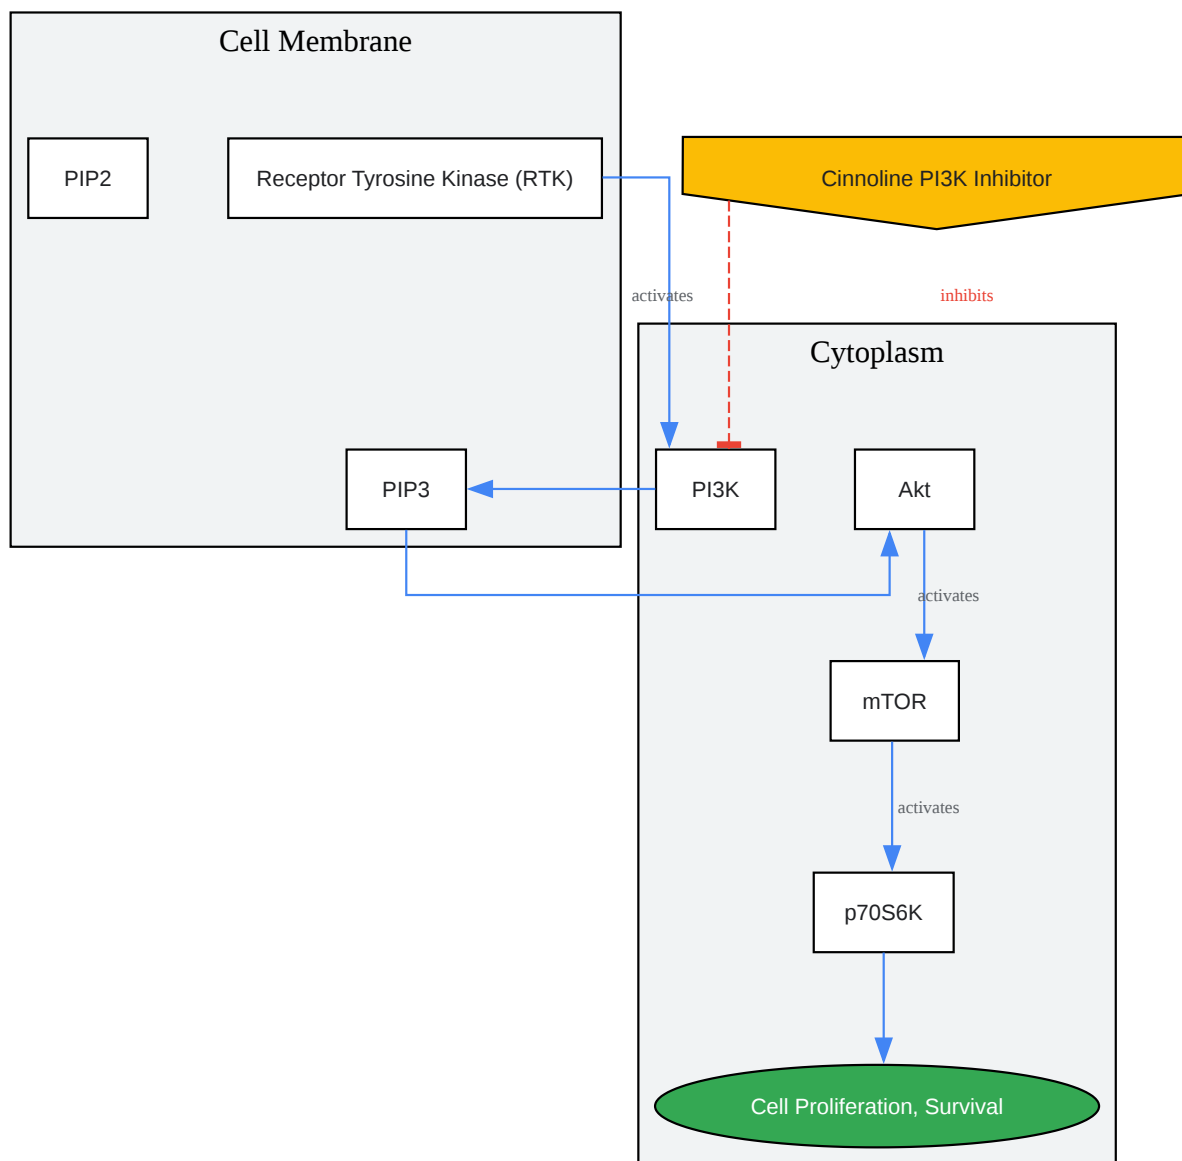 Cell Membrane
PIP2
Receptor Tyrosine Kinase (RTK)
Cinnoline PI3K Inhibitor
activates
inhibits
Cytoplasm
PIP3
PI3K
Akt
activates
mTOR
activates
p70S6K
Cell Proliferation, Survival